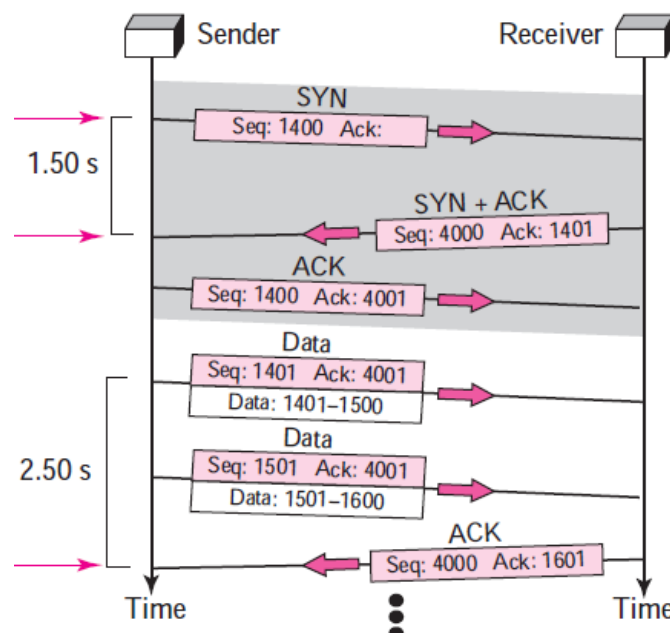 Sender
Receiver
SYN
Seq: 1400 Ack:
1.50 s
SYN + ACK
Seq: 4000 Ack: 1401
ACK
Seq: 1400 Ack: 4001
Data
Seq: 1401 Ack: 4001
Data: 1401–1500
Data
2.50 s
Seq: 1501 Ack: 4001
Data: 1501–1600
ACK
Seq: 4000 Ack: 1601
Time
Time